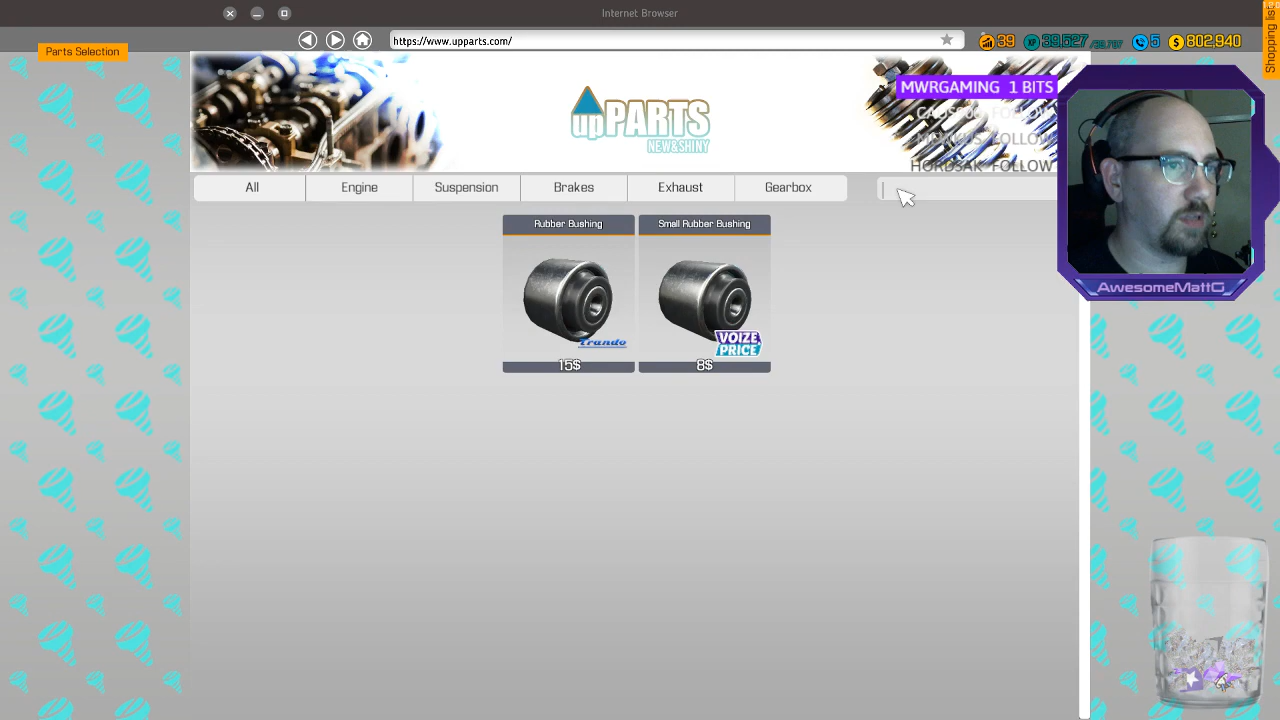 Internet Browser
Parts Selection
https://www.upparts.com/
39
39,527
5
802,940
Shopping list
upPARTS
NEW&SHINY
MWRGAMING 1 BITS
FOLLOW
FOLLOW
HORDSAK FOLLOW
All
Engine
Suspension
Brakes
Exhaust
Gearbox
Rubber Bushing
Small Rubber Bushing
Trando
VOIZE
PRICE
15$
8$
AwesomeMattG